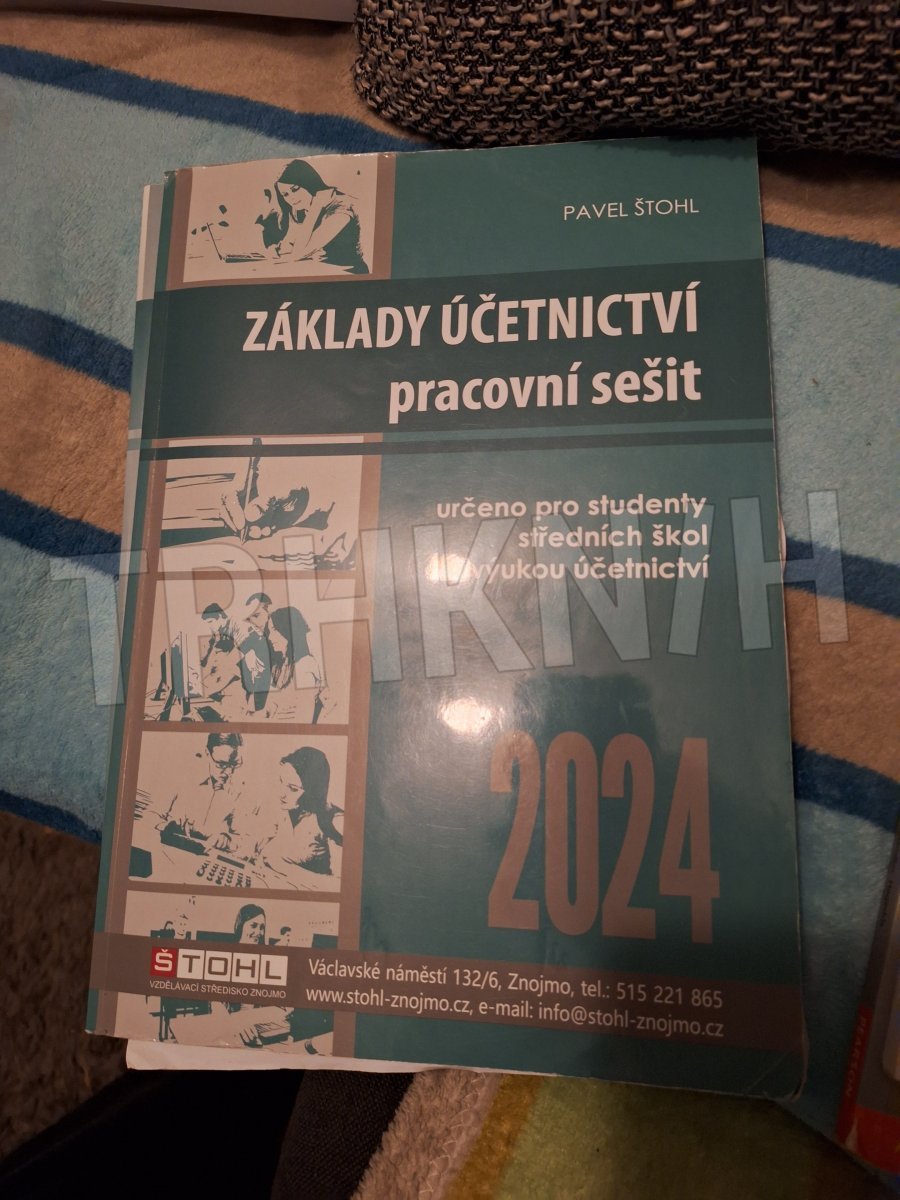 PAVEL ŠTOHL
ZÁKLADY ÚČETNICTVÍ
pracovní sešit
určeno pro studenty
středních škol
výukou účetnictví
TRHKNIH
2024
ŠTOHL
VZDĚLÁVACÍ STŘEDISKO ZNOJMO
Václavské náměstí 132/6, Znojmo, tel.: 515 221 865
www.stohl-znojmo.cz, e-mail: info@stohl-znojmo.cz